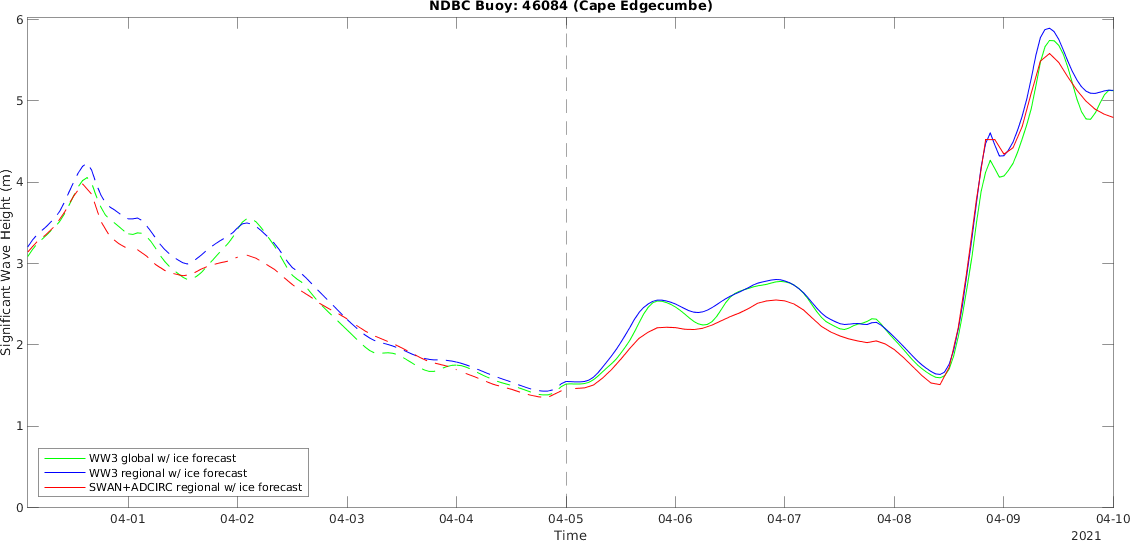 NDBC Buoy: 46084 (Cape Edgecumbe)
6
5
4
3
2
1
0
Significant Wave Height (m)
WW3 global w/ ice forecast
WW3 regional w/ ice forecast
SWAN+ADCIRC regional w/ ice forecast
04-01 04-02 04-03 04-04 04-05 04-06 04-07 04-08 04-09 04-10
Time
2021